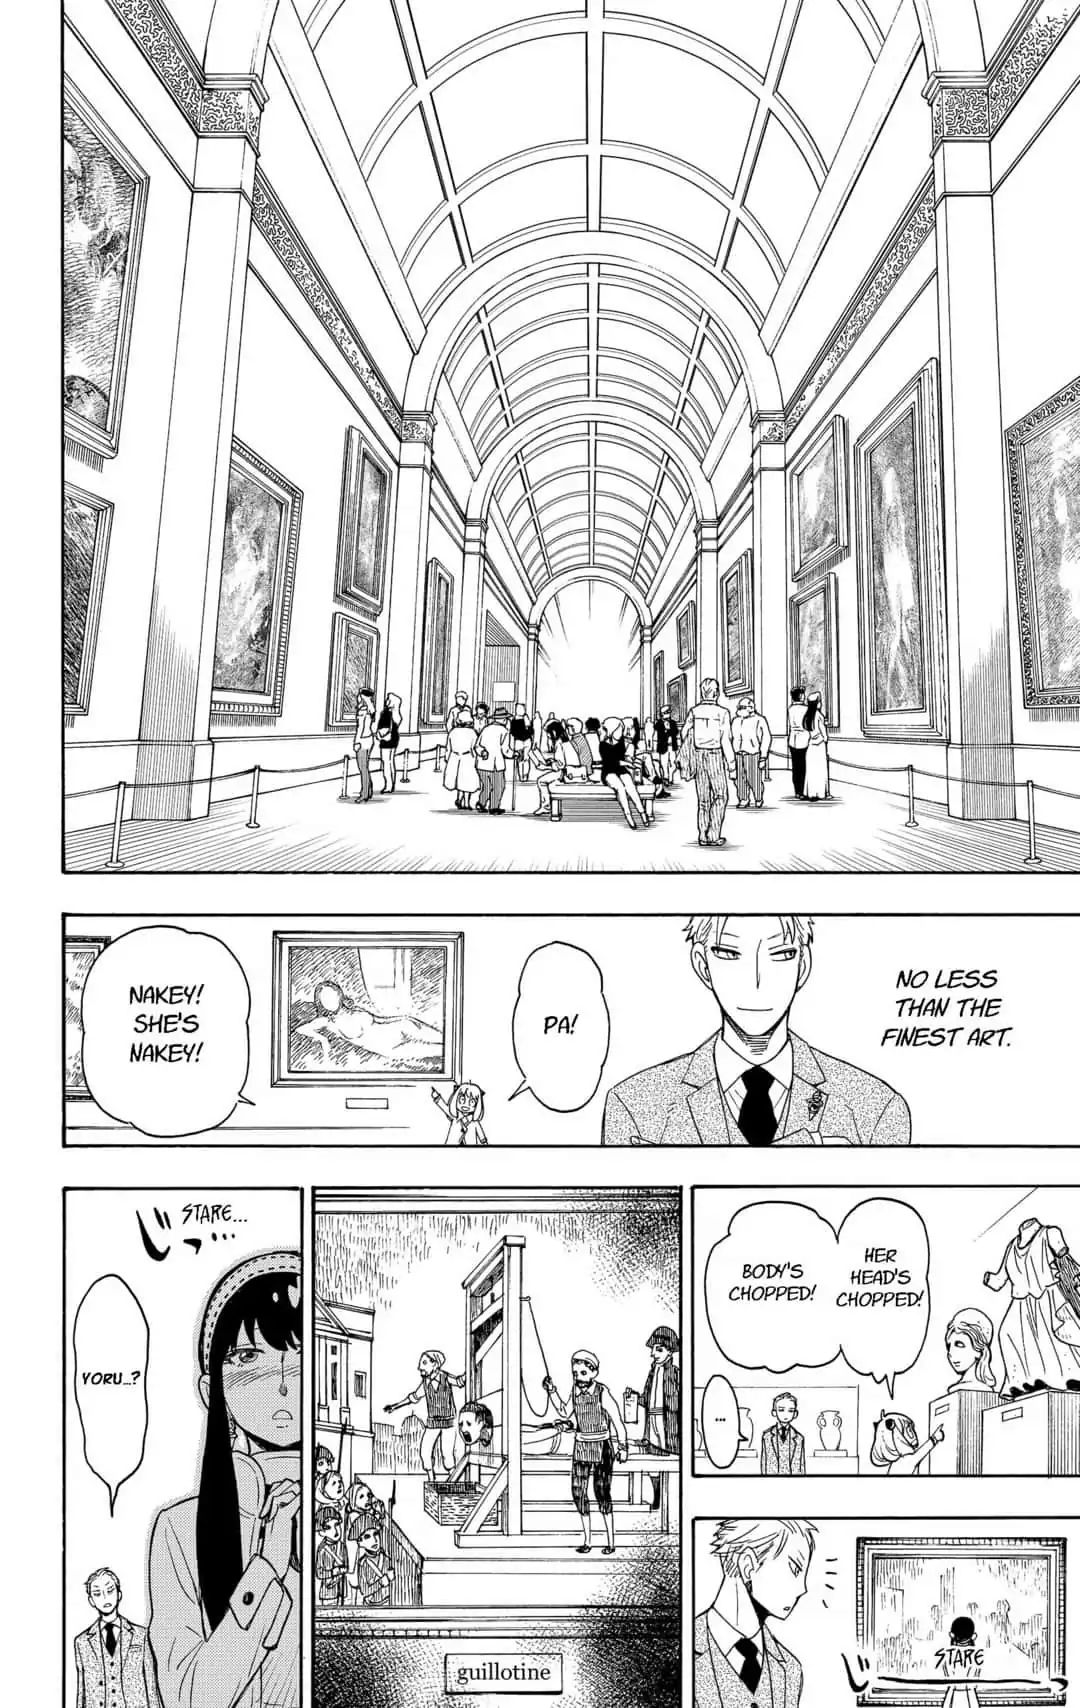 NO LESS
THAN THE
FINEST ART.
PA!
NAKEY!
SHE'S
NAKEY!
HER
HEAD'S
CHOPPED!
BODY'S
CHOPPED!
...
STARE
じっ
guillotine
STARE...
じっ...
YORU...?